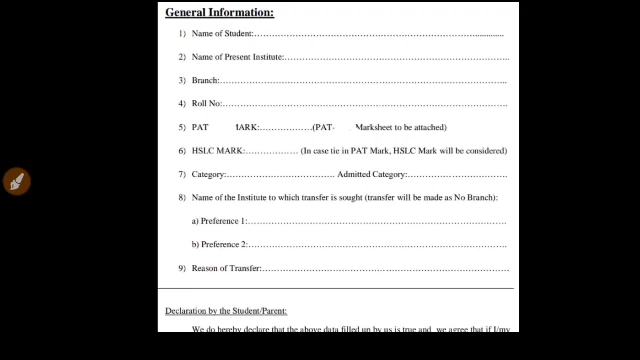 General Information:
1) Name of Student:……………………………………………………………………............
2) Name of Present Institute:…………………………………………………………………..
3) Branch:……………………………………………………………………………………...
4) Roll No:……………………………………………………………………………………..
5) PAT MARK:………………(PAT- Marksheet to be attached)
6) HSLC MARK:……………… (In case tie in PAT Mark, HSLC Mark will be considered)
7) Category:……………………………… Admitted Category:……………………………..
8) Name of the Institute to which transfer is sought (transfer will be made as No Branch):
a) Preference 1:…………………………………………………………………………….
b) Preference 2:…………………………………………………………………………….
9) Reason of Transfer:…………………………………………………………………………
Declaration by the Student/Parent:
We do hereby declare that the above data filled up by us is true and we agree that if I/my